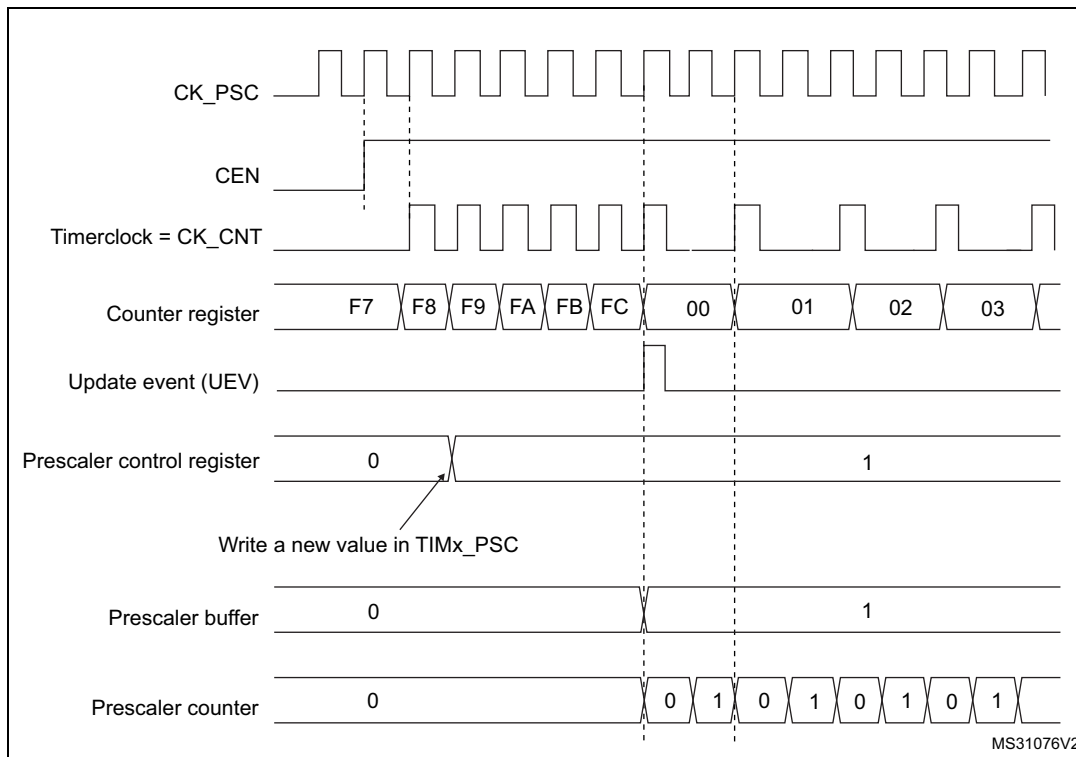 CK_PSC
CEN
Timerclock = CK_CNT
Counter register F7 F8 F9 FA FB FC 00 01 02 03
Update event (UEV)
Prescaler control register 0 1
Write a new value in TIMx_PSC
Prescaler buffer 0 1
Prescaler counter 0 0 1 0 1 0 1 0 1
MS31076V2